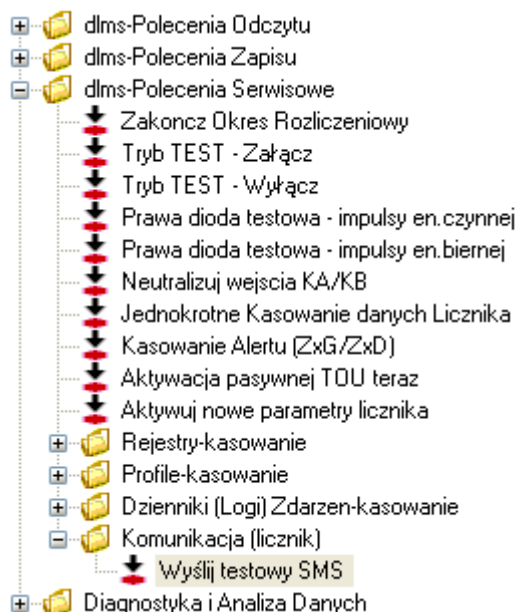 dlms-Polecenia Odczytu
dlms-Polecenia Zapisu
dlms-Polecenia Serwisowe
Zakoncz Okres Rozliczeniowy
Tryb TEST - Załącz
Tryb TEST - Wyłącz
Prawa dioda testowa - impulsy en.czynnej
Prawa dioda testowa - impulsy en.biernej
Neutralizuj wejscia KA/KB
Jednokrotne Kasowanie danych Licznika
Kasowanie Alertu (ZxG/ZxD)
Aktywacja pasywnej TOU teraz
Aktywuj nowe parametry licznika
Rejestry-kasowanie
Profile-kasowanie
Dzienniki (Logi) Zdarzen-kasowanie
Komunikacja (licznik)
Wyślij testowy SMS
Diagnostyka i Analiza Danych